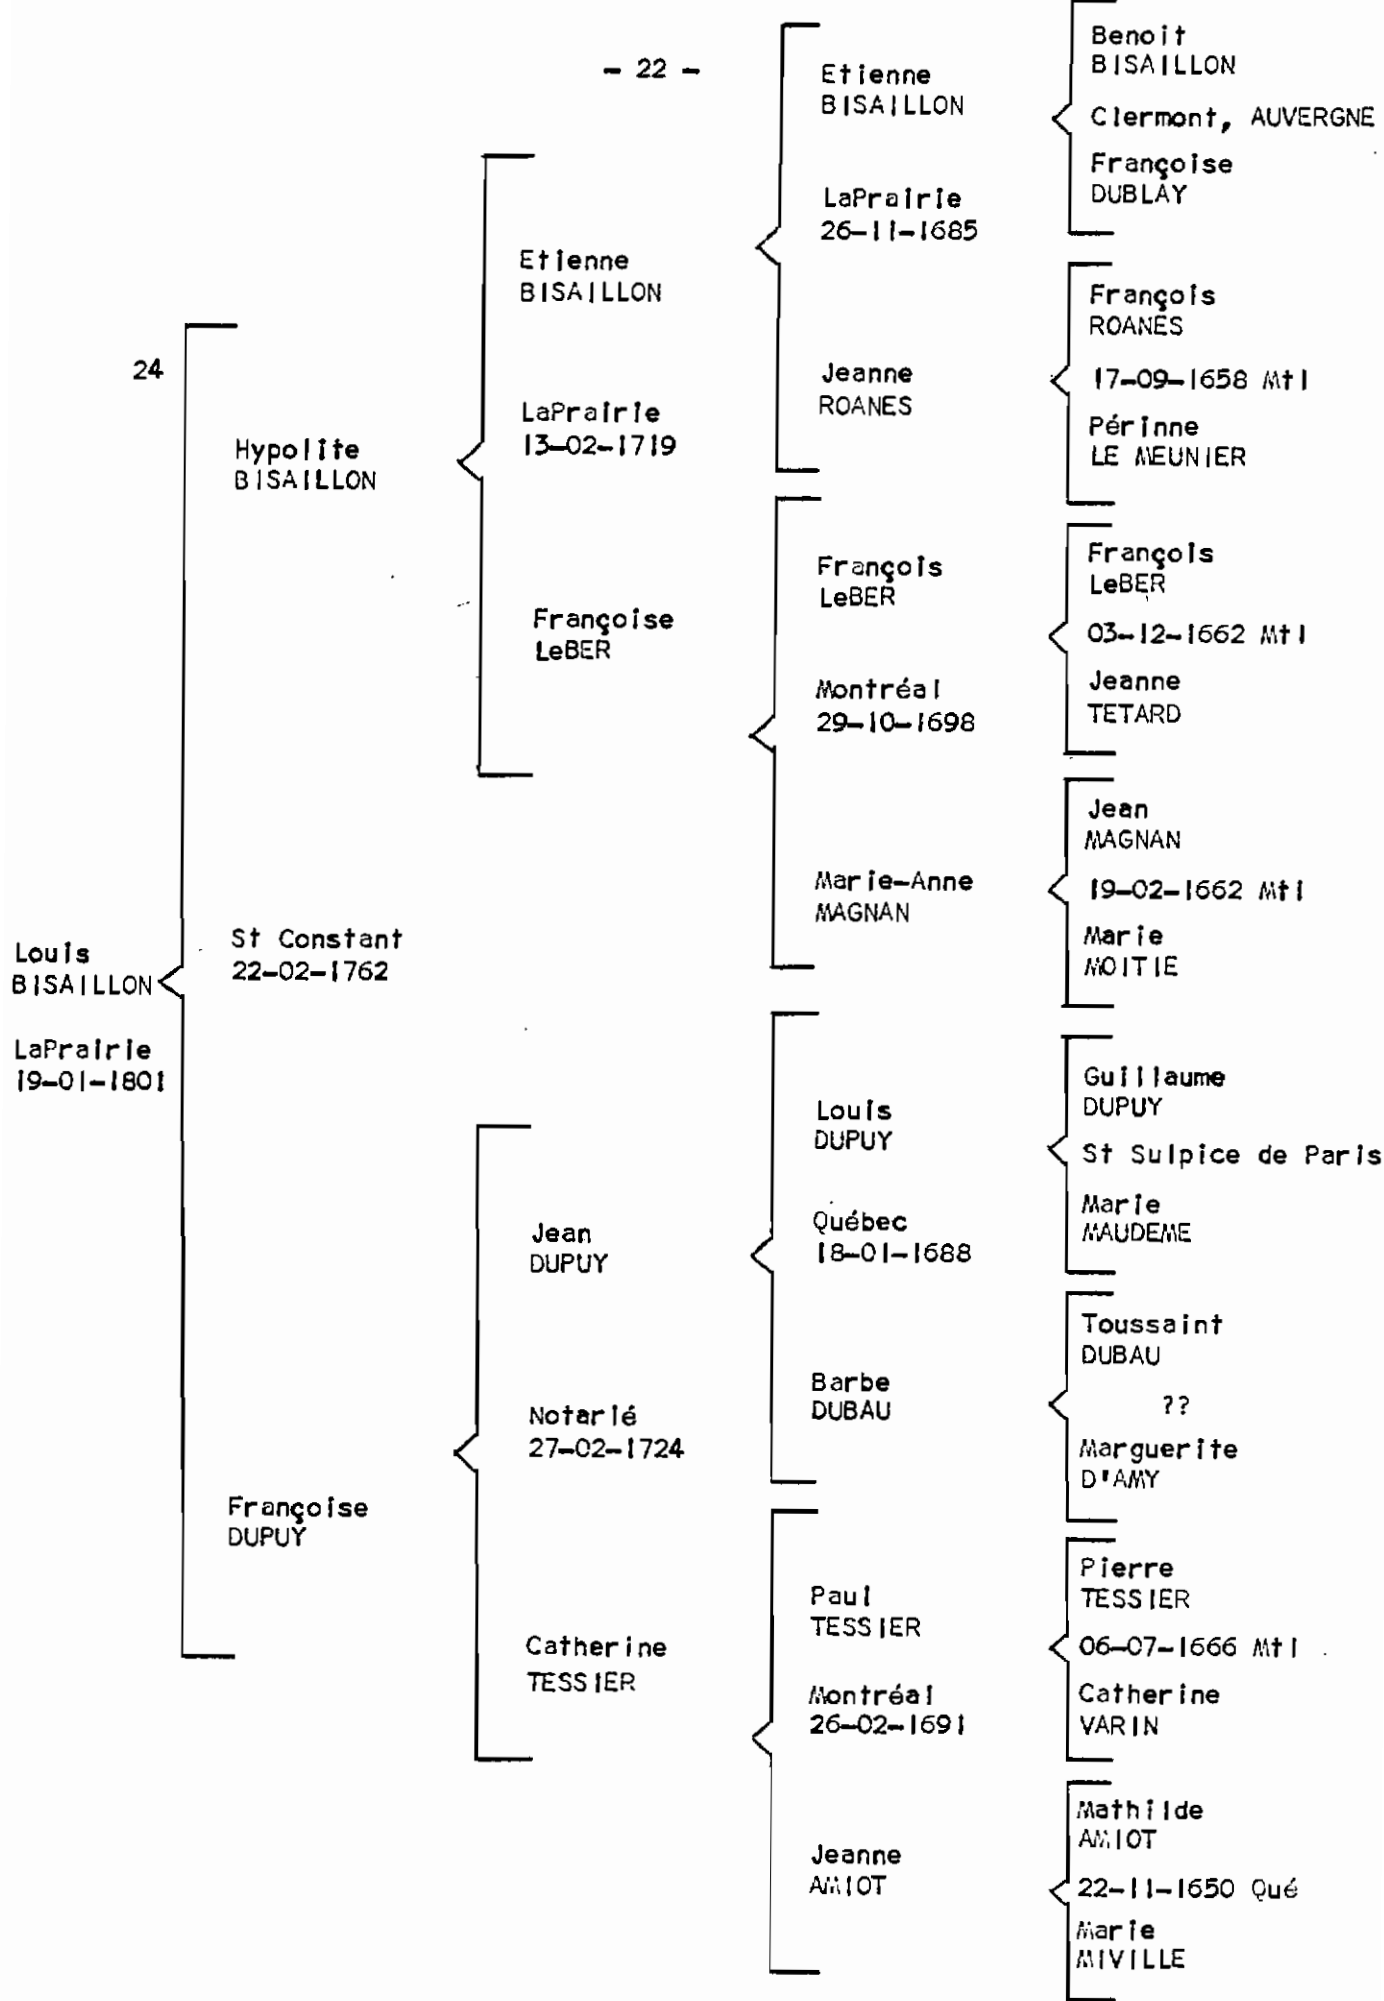 - 22 -
24
Louis
BISAILLON
LaPrairie
19-01-1801
Hypolite
BISAILLON
St Constant
22-02-1762
Françoise
DUPUY
Etienne
BISAILLON
LaPrairie
13-02-1719
Françoise
LeBER
Jean
DUPUY
Notarié
27-02-1724
Catherine
TESSIER
Etienne
BISAILLON
LaPrairie
26-11-1685
Jeanne
ROANES
François
LeBER
Montréal
29-10-1698
Marie-Anne
MAGNAN
Louis
DUPUY
Québec
18-01-1688
Barbe
DUBAU
Paul
TESSIER
Montréal
26-02-1691
Jeanne
AMIOT
Benoit
BISAILLON
Clermont, AUVERGNE
Françoise
DUBLAY
François
ROANES
17-09-1658 Mtl
Périnne
LE MEUNIER
François
LeBER
03-12-1662 Mtl
Jeanne
TETARD
Jean
MAGNAN
19-02-1662 Mtl
Marie
MOITIE
Guillaume
DUPUY
St Sulpice de Paris
Marie
MAUDEME
Toussaint
DUBAU
??
Marguerite
D'AMY
Pierre
TESSIER
06-07-1666 Mtl
Catherine
VARIN
Mathilde
AMIOT
22-11-1650 Qué
Marie
MIVILLE